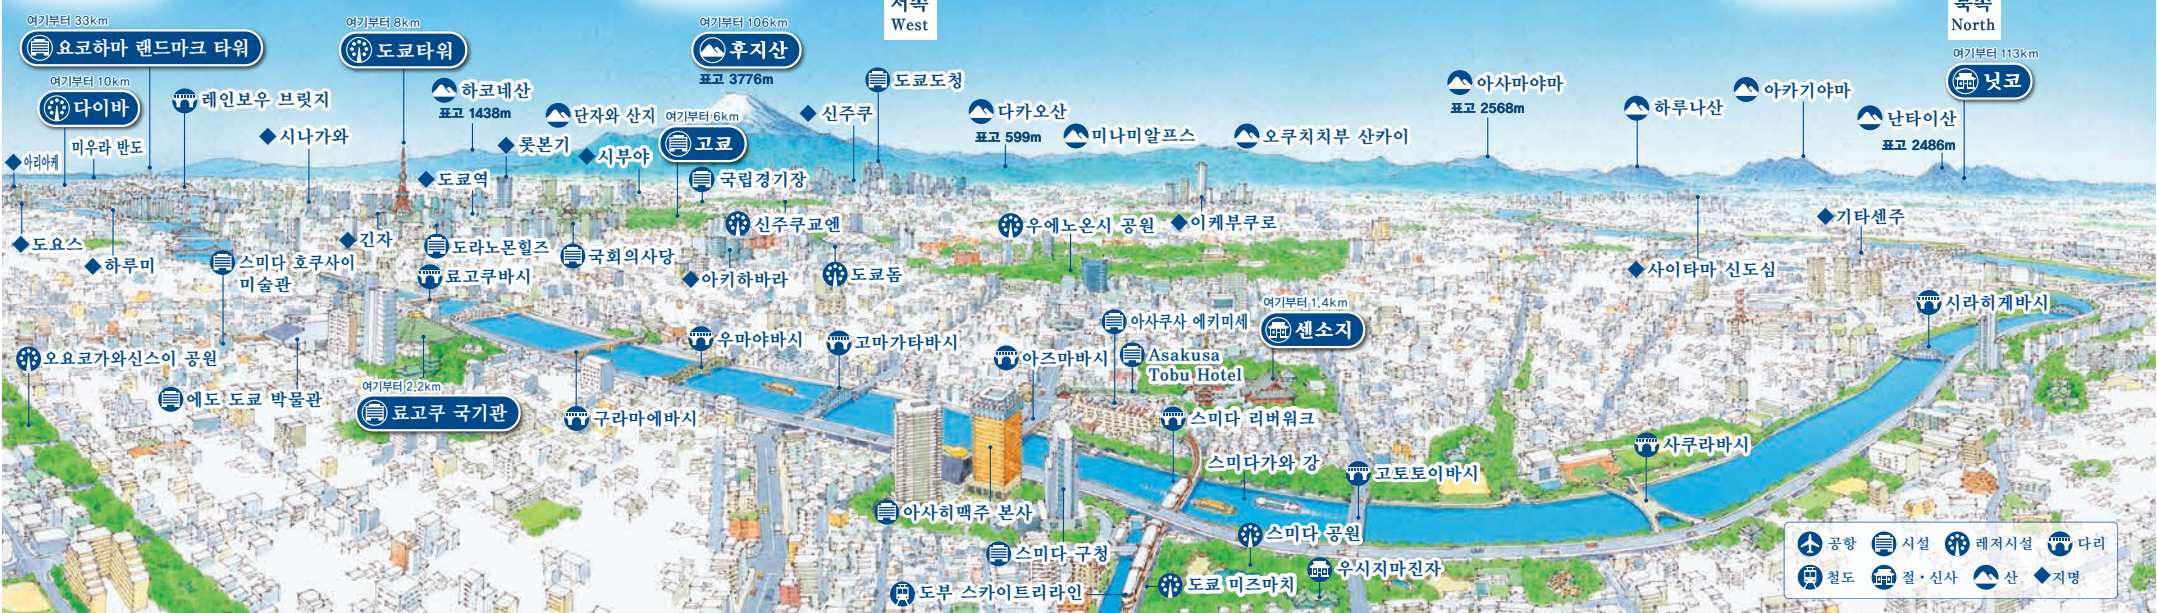 서쪽
West
북쪽
North
여기부터 33km
요코하마 랜드마크 타워
여기부터 8km
도쿄타워
여기부터 106km
후지산
표고 3776m
여기부터 113km
닛코
여기부터 10km
다이바
레인보우 브릿지
하코네산
표고 1438m
단자와 산지
여기부터 6km
고쿄
신주쿠
도쿄도청
다카오산
표고 599m
미나미알프스
오쿠치치부 산카이
아사마야마
표고 2568m
하루나산
아카기야마
난타이산
표고 2486m
아리아케
미우라 반도
시나가와
롯본기
시부야
도쿄역
국립경기장
신주쿠교엔
우에노온시 공원
이케부쿠로
기타센주
도요스
하루미
스미다 호쿠사이
미술관
긴자
도라노몬힐즈
료고쿠바시
국회의사당
아키하바라
도쿄돔
사이타마 신도심
시라히게바시
여기부터 1.4km
센소지
아사쿠사 에키미세
Asakusa
Tobu Hotel
오요코가와신스이 공원
에도 도쿄 박물관
여기부터 2.2km
료고쿠 국기관
우마야바시
고마가타바시
아즈마바시
구라마에바시
스미다 리버워크
스미다가와 강
고토토이바시
사쿠라바시
아사히맥주 본사
스미다 구청
스미다 공원
우시지마진자
도부 스카이트리라인
도쿄 미즈마치
공항
시설
레저시설
다리
철도
절・신사
산
지명